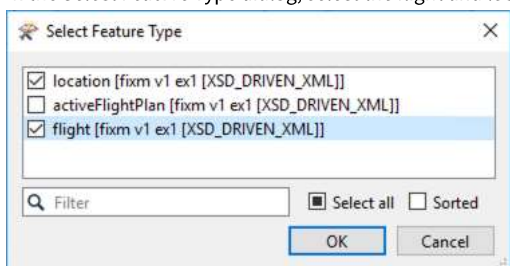 Select Feature Type
location [fixm v1 ex1 [XSD_DRIVEN_XML]]
activeFlightPlan [fixm v1 ex1 [XSD_DRIVEN_XML]]
flight [fixm v1 ex1 [XSD_DRIVEN_XML]]
Filter
Select all
Sorted
OK
Cancel